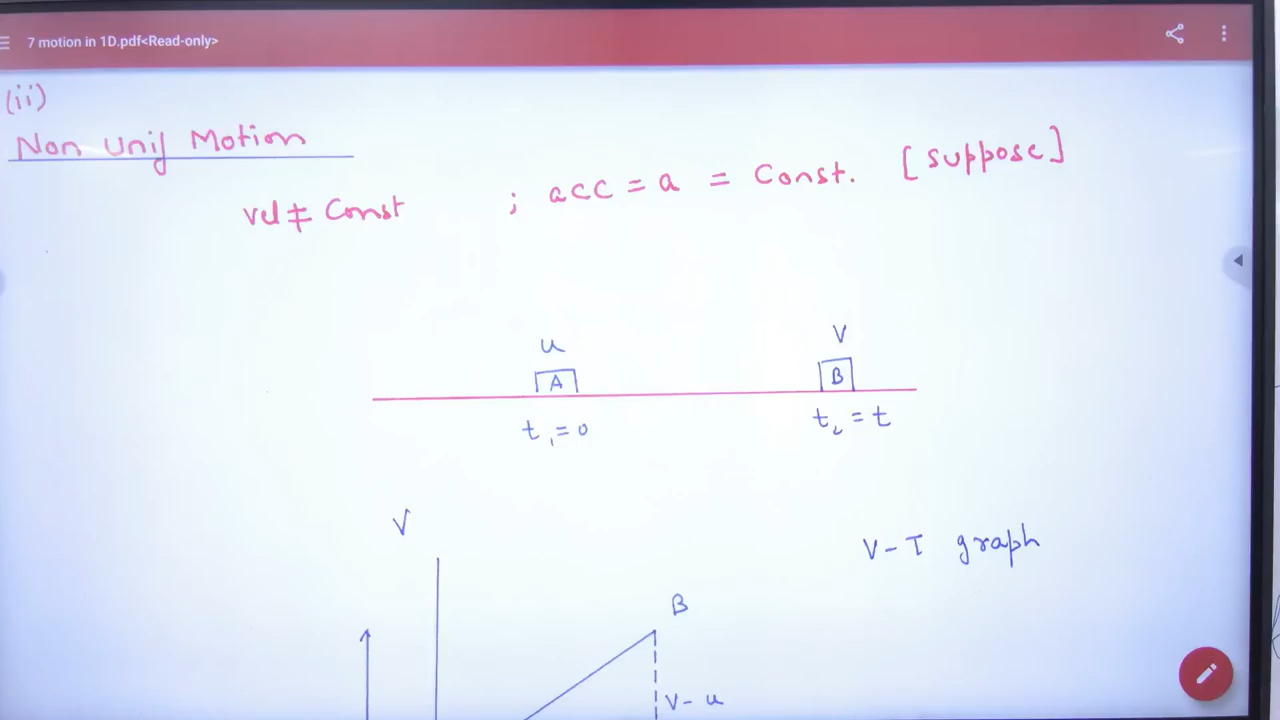 7 motion in 1D.pdf<Read-only>
(ii)
Non Unif Motion
vel ≠ Const ; acc = a = Const. [suppose]
u V
A B
t₁ = 0 t₂ = t
V
V-T graph
B
V-u